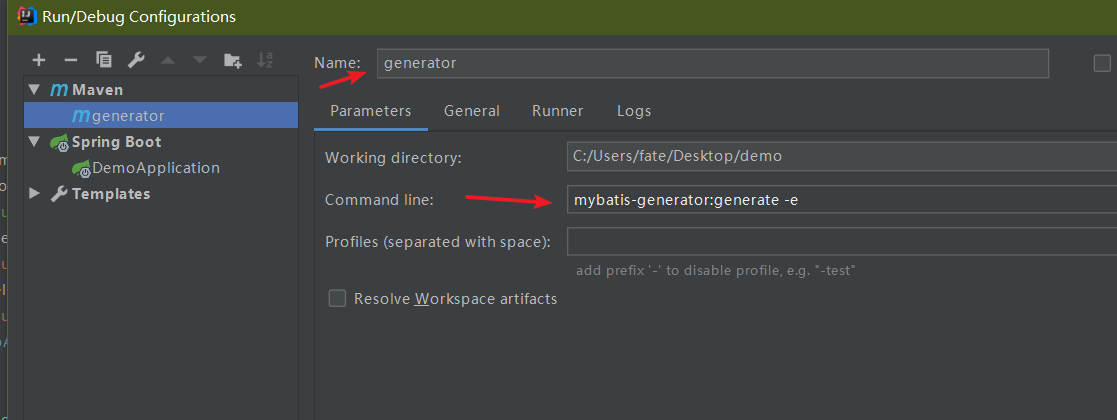 Run/Debug Configurations
Name: generator
Maven
generator
Spring Boot
DemoApplication
Templates
Parameters General Runner Logs
Working directory: C:/Users/fate/Desktop/demo
Command line: mybatis-generator:generate -e
Profiles (separated with space):
add prefix '-' to disable profile, e.g. "-test"
Resolve Workspace artifacts